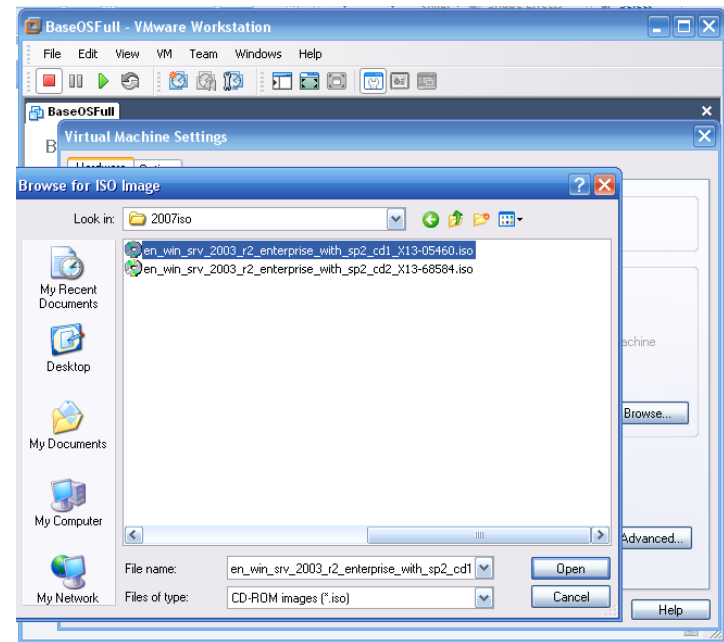 BaseOSFull - VMware Workstation
File Edit View VM Team Windows Help
BaseOSFull
Virtual Machine Settings
Browse for ISO Image
Look in: 2007iso
en_win_srv_2003_r2_enterprise_with_sp2_cd1_X13-05460.iso
en_win_srv_2003_r2_enterprise_with_sp2_cd2_X13-68584.iso
My Recent
Documents
Desktop
My Documents
My Computer
My Network
achine
Browse...
Advanced...
File name: en_win_srv_2003_r2_enterprise_with_sp2_cd1 Open
Files of type: CD-ROM images (*.iso) Cancel
Help